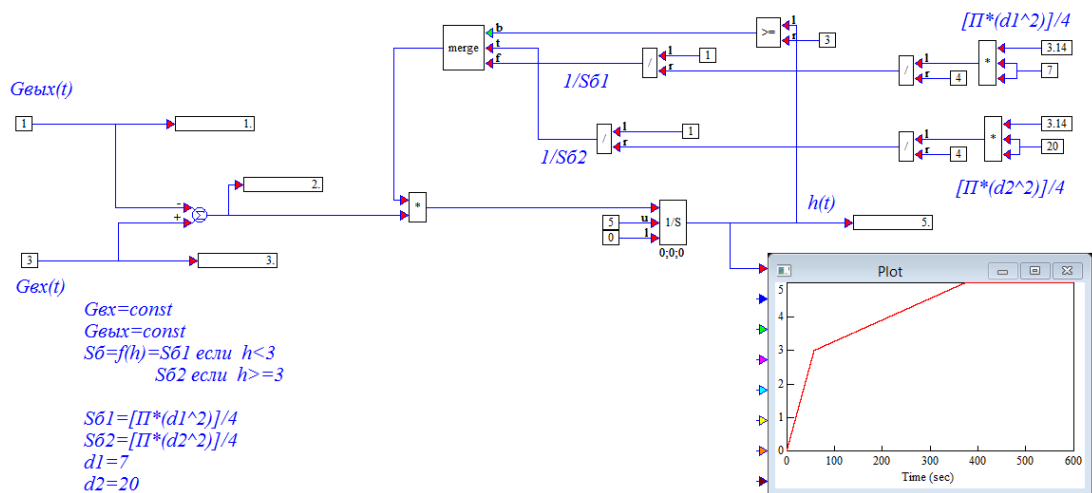 [П*(d1^2)]/4
b
merge
t
f
>=
l
r
3
1
l
/
r
1/Sб1
/
l
r
4
*
3.14
7
Gвых(t)
1
1.
1
l
/
r
1/Sб2
/
l
r
4
*
3.14
20
[П*(d2^2)]/4
2.
-
+
Σ
*
5
u
0
l
1/S
0;0;0
h(t)
5.
3
3.
Gвх(t)
Gвх=const
Gвых=const
Sб=f(h)=Sб1 если h<3
Sб2 если h>=3
Sб1=[П*(d1^2)]/4
Sб2=[П*(d2^2)]/4
d1=7
d2=20
Plot
5
4
3
2
1
0
0 100 200 300 400 500 600
Time (sec)